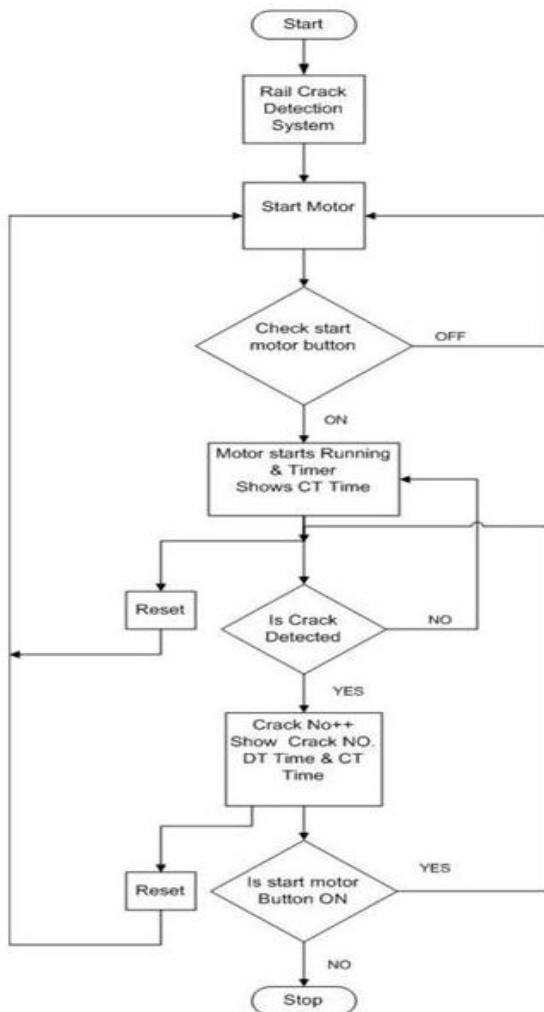 Start
Rail Crack
Detection
System
Start Motor
Check start
motor button
OFF
ON
Motor starts Running
& Timer
Shows CT Time
Reset
Is Crack
Detected
NO
YES
Crack No++
Show Crack NO.
DT Time & CT
Time
Reset
Is start motor
Button ON
YES
NO
Stop